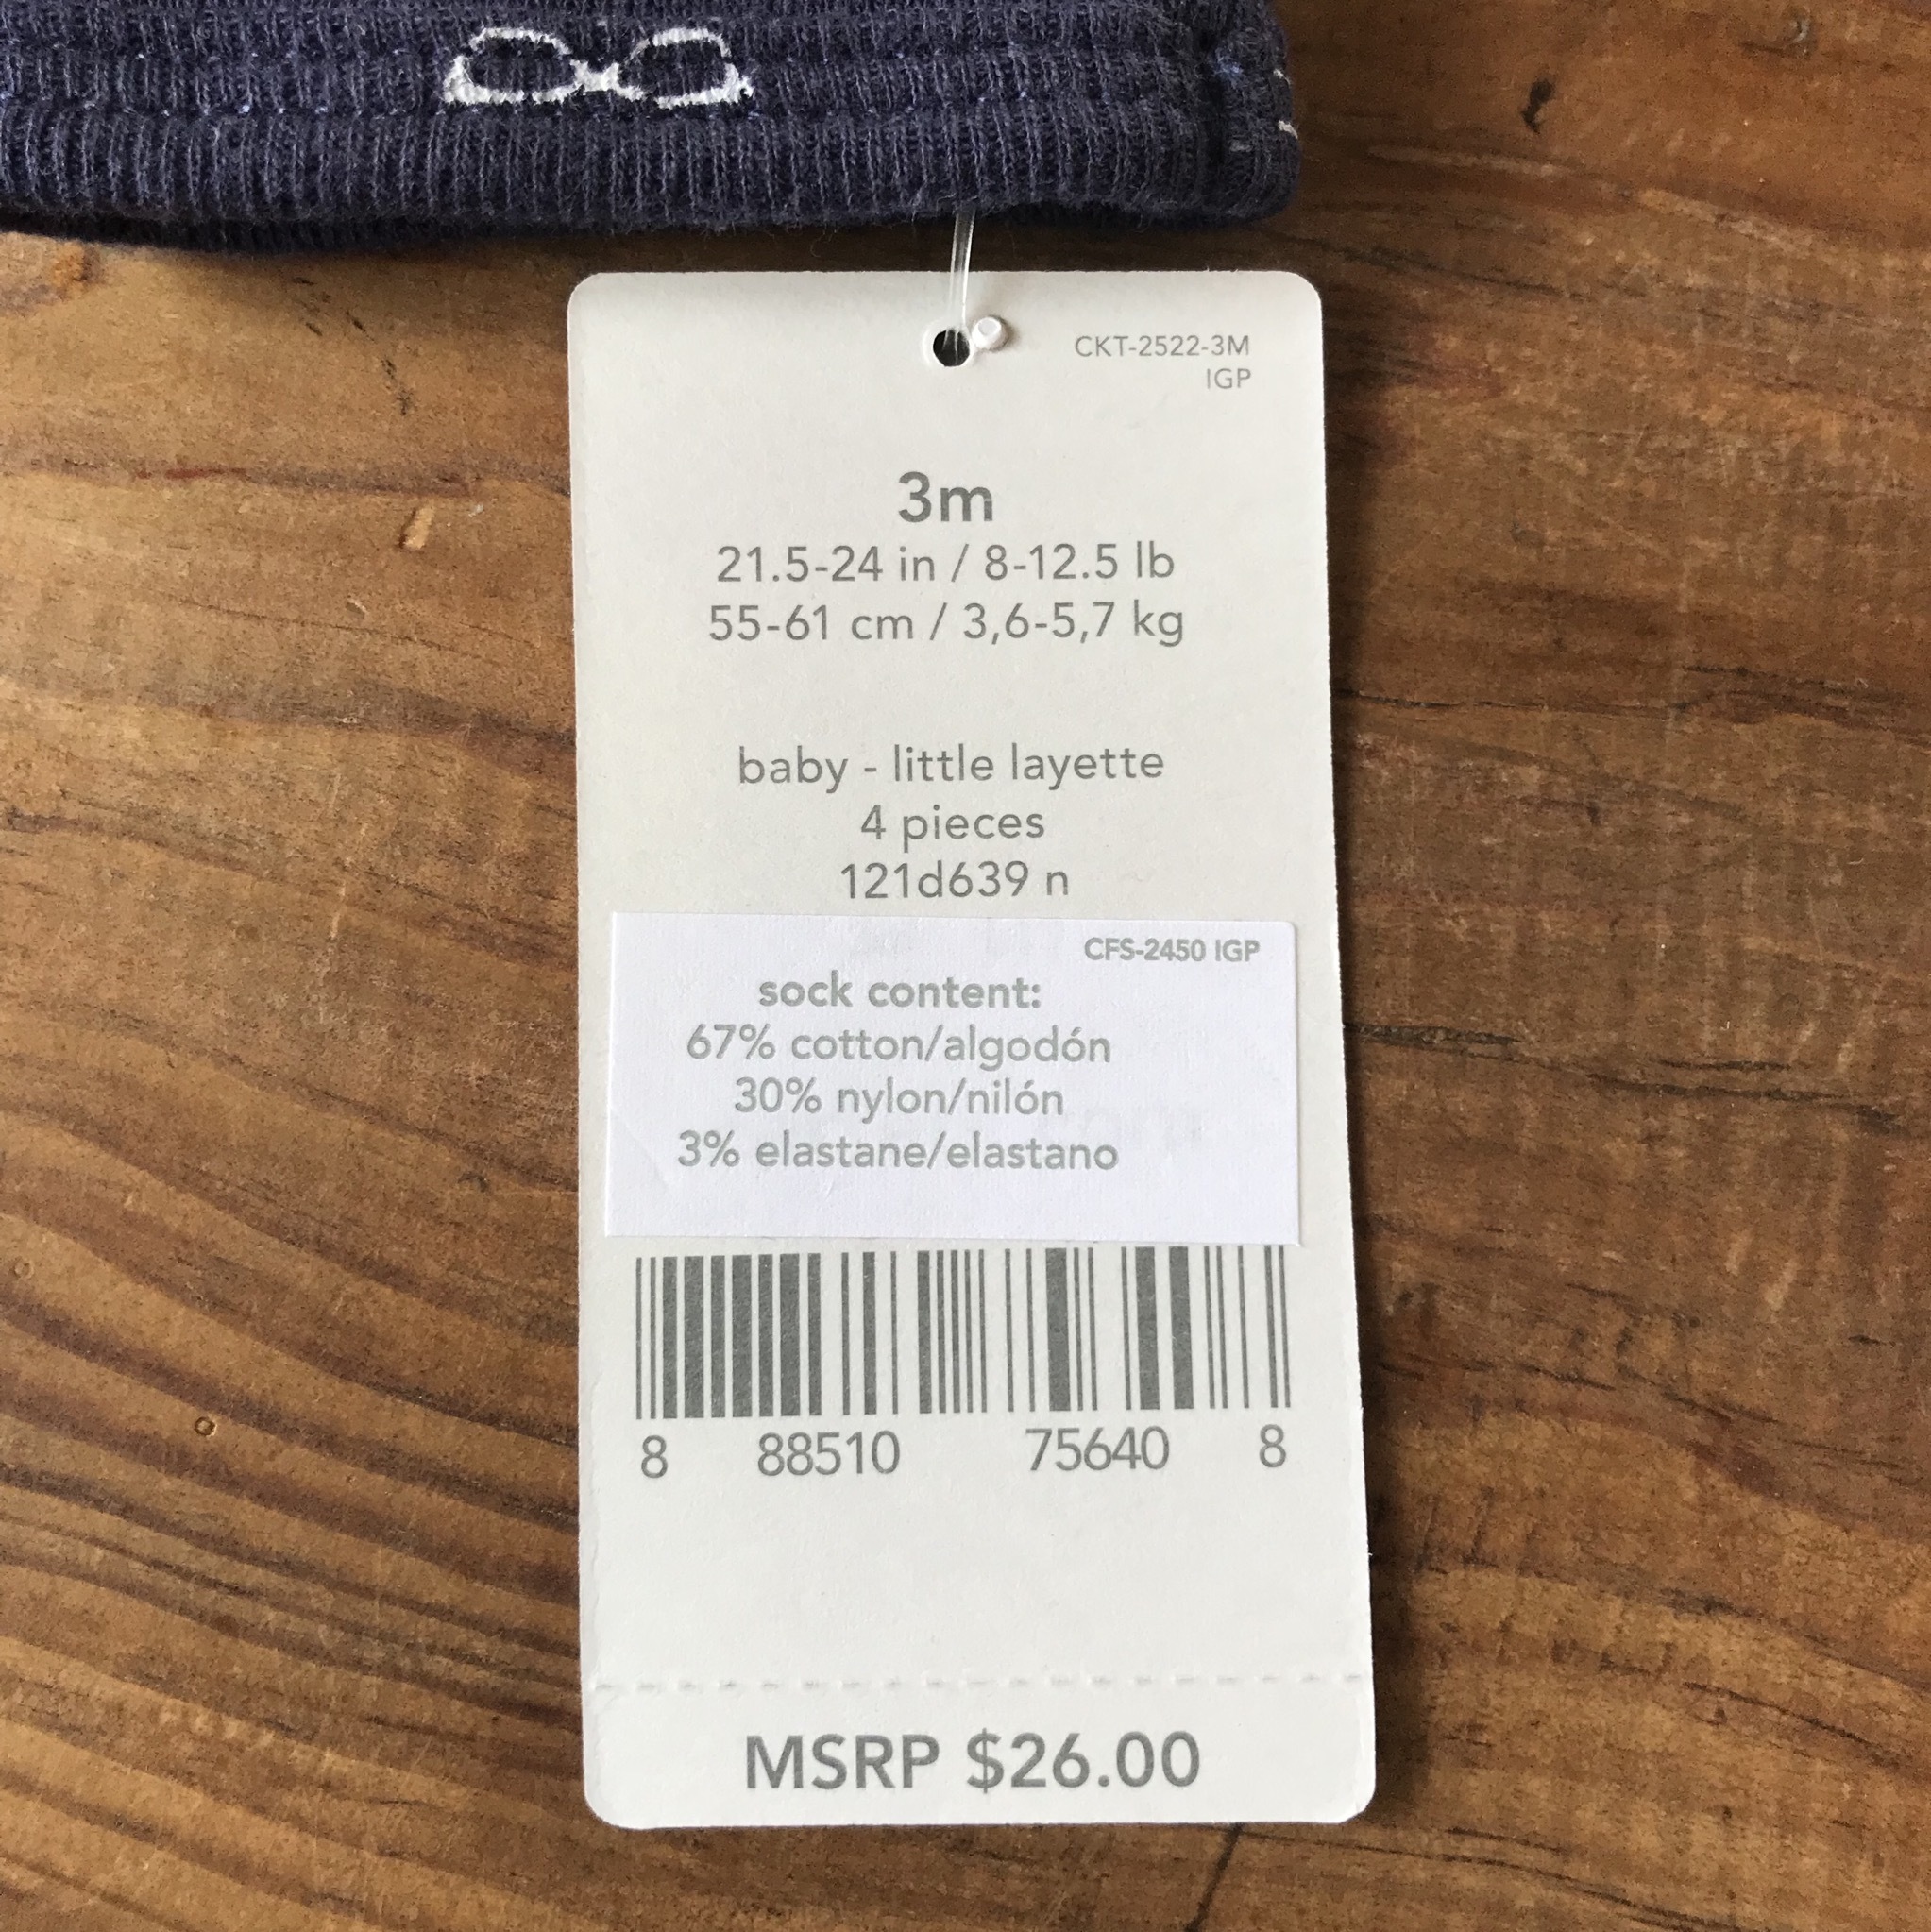 CKT-2522-3M
IGP
3m
21.5-24 in / 8-12.5 lb
55-61 cm / 3,6-5,7 kg
baby - little layette
4 pieces
121d639 n
CFS-2450 IGP
sock content:
67% cotton/algodón
30% nylon/nilón
3% elastane/elastano
8 88510 75640 8
MSRP $26.00